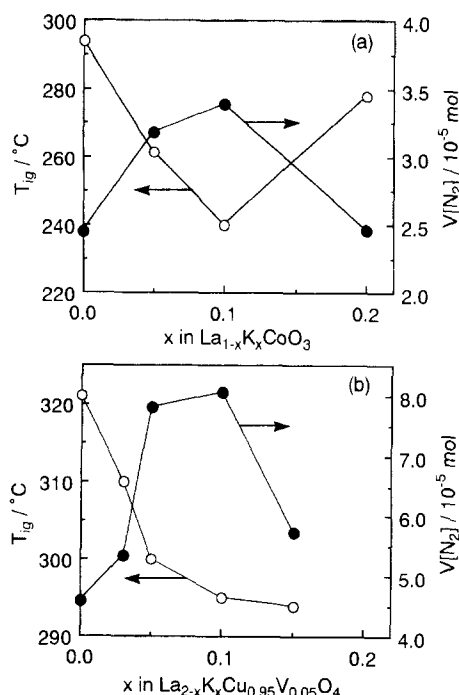 (a)
300
280
260
240
220
T_ig / °C
4.0
3.5
3.0
2.5
2.0
V[N₂] / 10⁻⁵ mol
0.0 0.1 0.2
x in La₁₋ₓKₓCoO₃
(b)
320
310
300
290
T_ig / °C
8.0
7.0
6.0
5.0
4.0
V[N₂] / 10⁻⁵ mol
0.0 0.1 0.2
x in La₂₋ₓKₓCu₀.₉₅V₀.₀₅O₄